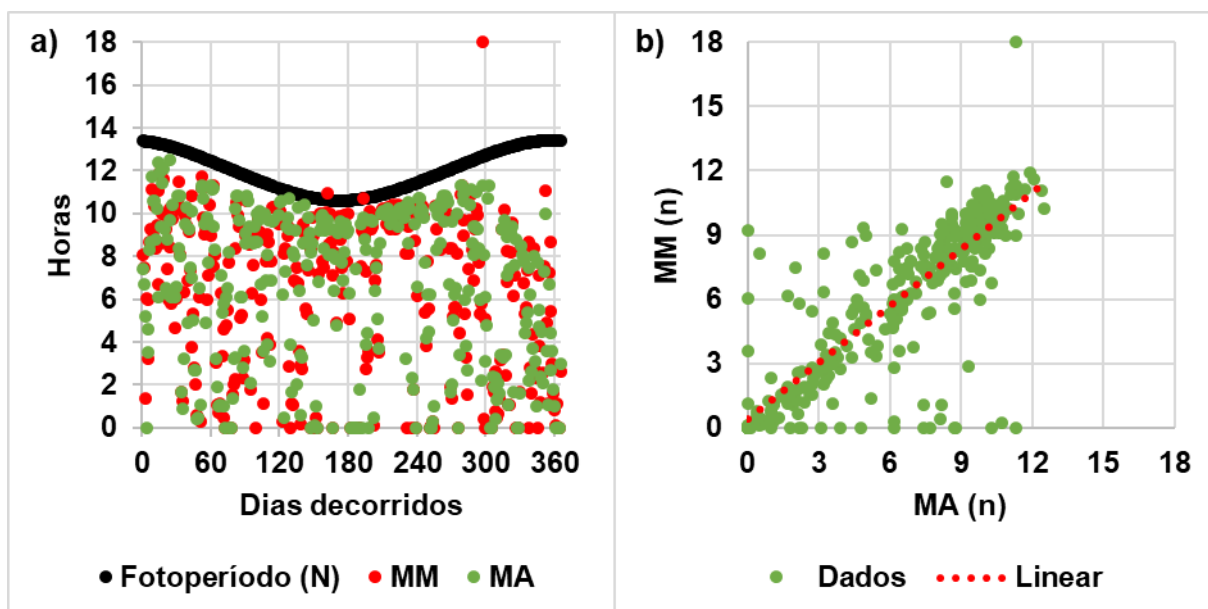 a)
18
16
14
12
10
8
6
4
2
0
Horas
0 60 120 180 240 300 360
Dias decorridos
Fotoperíodo (N) MM MA
b)
18
15
12
9
6
3
0
MM (n)
0 3 6 9 12 15 18
MA (n)
Dados Linear